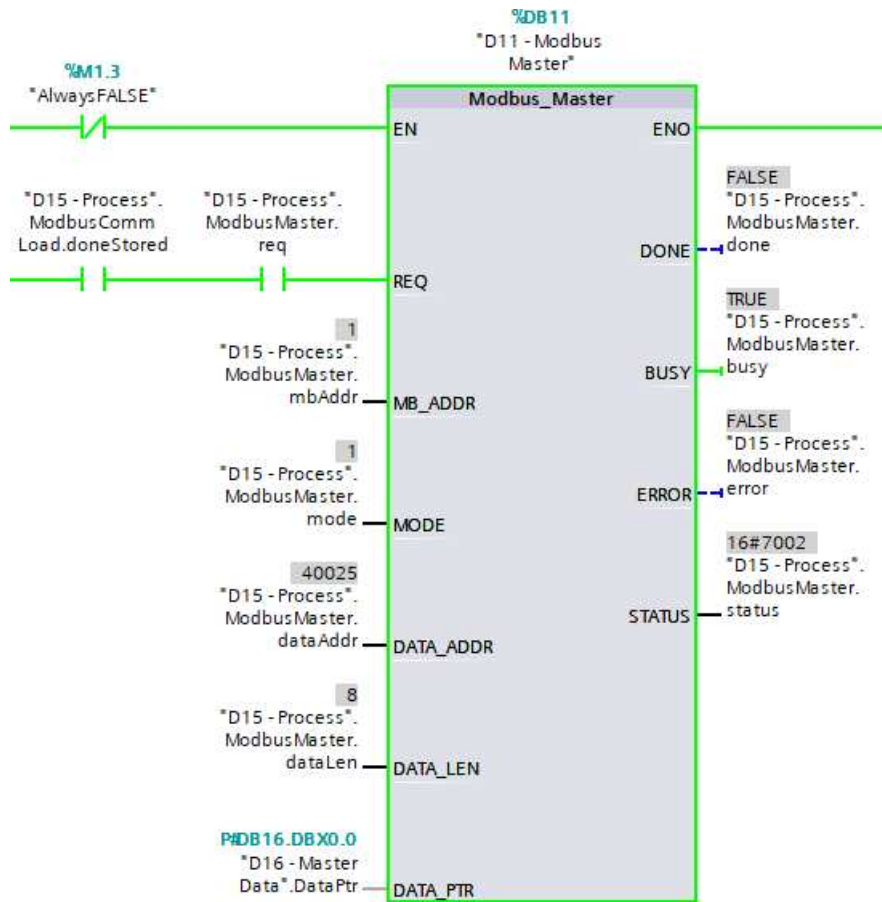 %DB11
"D11 - Modbus
Master"
%M1.3
"AlwaysFALSE"
Modbus_Master
EN
ENO
"D15 - Process".
ModbusComm
Load.doneStored
"D15 - Process".
ModbusMaster.
req
REQ
FALSE
"D15 - Process".
ModbusMaster.
done
DONE
1
"D15 - Process".
ModbusMaster.
mbAddr
MB_ADDR
TRUE
"D15 - Process".
ModbusMaster.
busy
BUSY
1
"D15 - Process".
ModbusMaster.
mode
MODE
FALSE
"D15 - Process".
ModbusMaster.
error
ERROR
40025
"D15 - Process".
ModbusMaster.
dataAddr
DATA_ADDR
16#7002
"D15 - Process".
ModbusMaster.
status
STATUS
8
"D15 - Process".
ModbusMaster.
dataLen
DATA_LEN
P#DB16.DBX0.0
"D16 - Master
Data".DataPtr
DATA_PTR